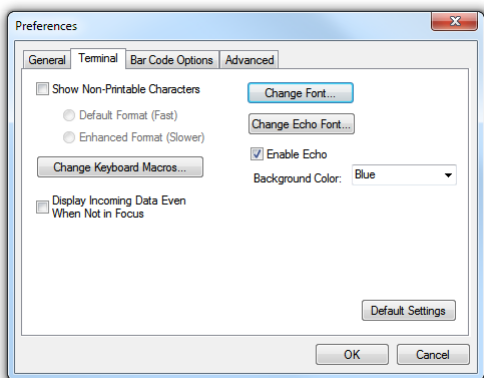 Preferences
General Terminal Bar Code Options Advanced
Show Non-Printable Characters
Default Format (Fast)
Enhanced Format (Slower)
Change Keyboard Macros...
Display Incoming Data Even
When Not in Focus
Change Font...
Change Echo Font...
Enable Echo
Background Color: Blue
Default Settings
OK Cancel